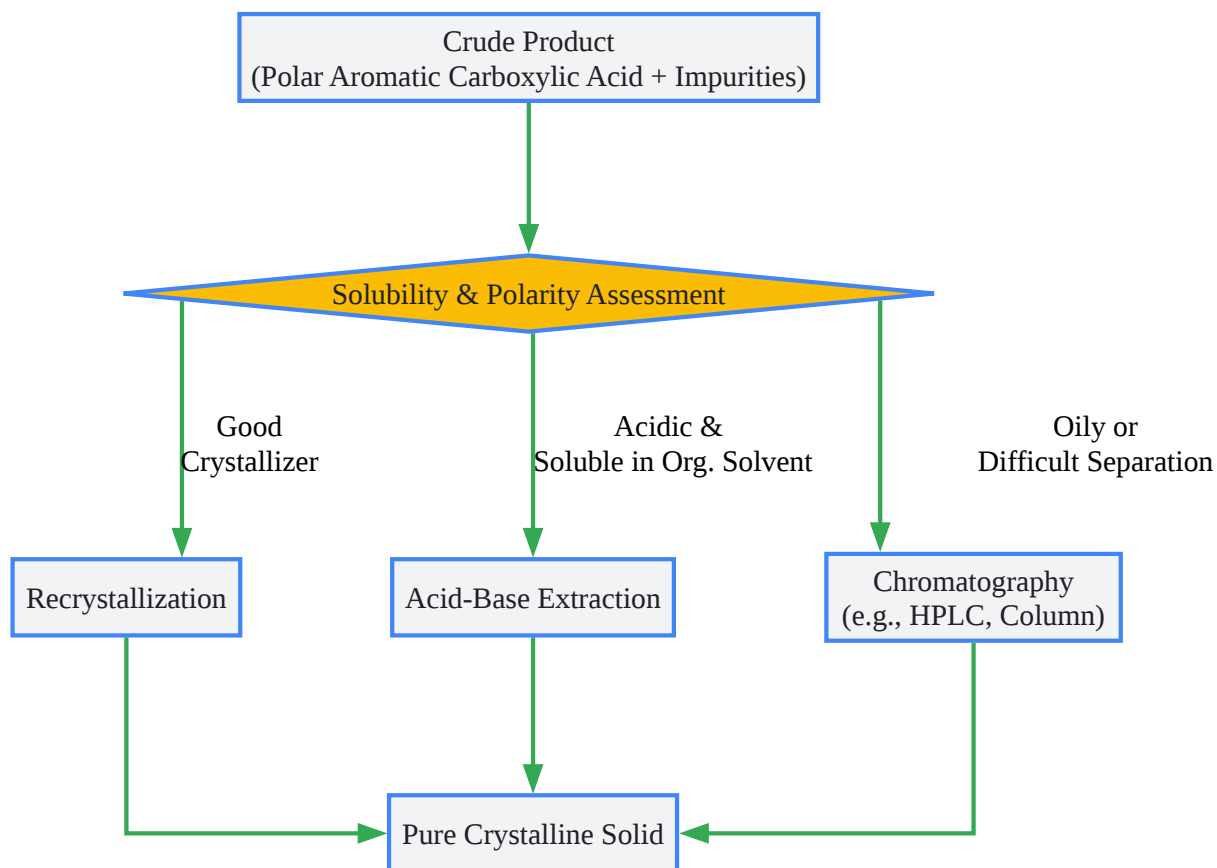 Crude Product
(Polar Aromatic Carboxylic Acid + Impurities)
Solubility & Polarity Assessment
Good
Crystallizer
Acidic &
Soluble in Org. Solvent
Oily or
Difficult Separation
Recrystallization
Acid-Base Extraction
Chromatography
(e.g., HPLC, Column)
Pure Crystalline Solid